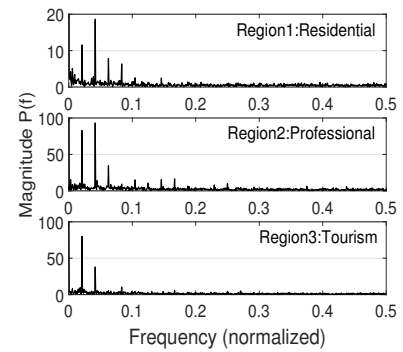 20
Region1:Residential
10
0
0 0.1 0.2 0.3 0.4 0.5
100
Region2:Professional
50
0
0 0.1 0.2 0.3 0.4 0.5
100
Region3:Tourism
50
0
0 0.1 0.2 0.3 0.4 0.5
Magnitude P(f)
Frequency (normalized)